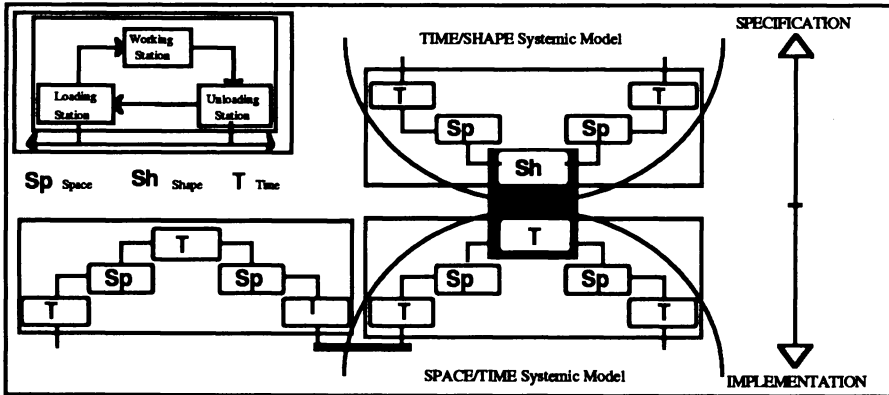 Working
Station
Loading
Station
Unloading
Station
Sp Space Sh Shape T Time
TIME/SHAPE Systemic Model
SPECIFICATION
T T
Sp Sp
Sh
T
Sp Sp
T
T
Sp Sp
T T
SPACE/TIME Systemic Model
IMPLEMENTATION